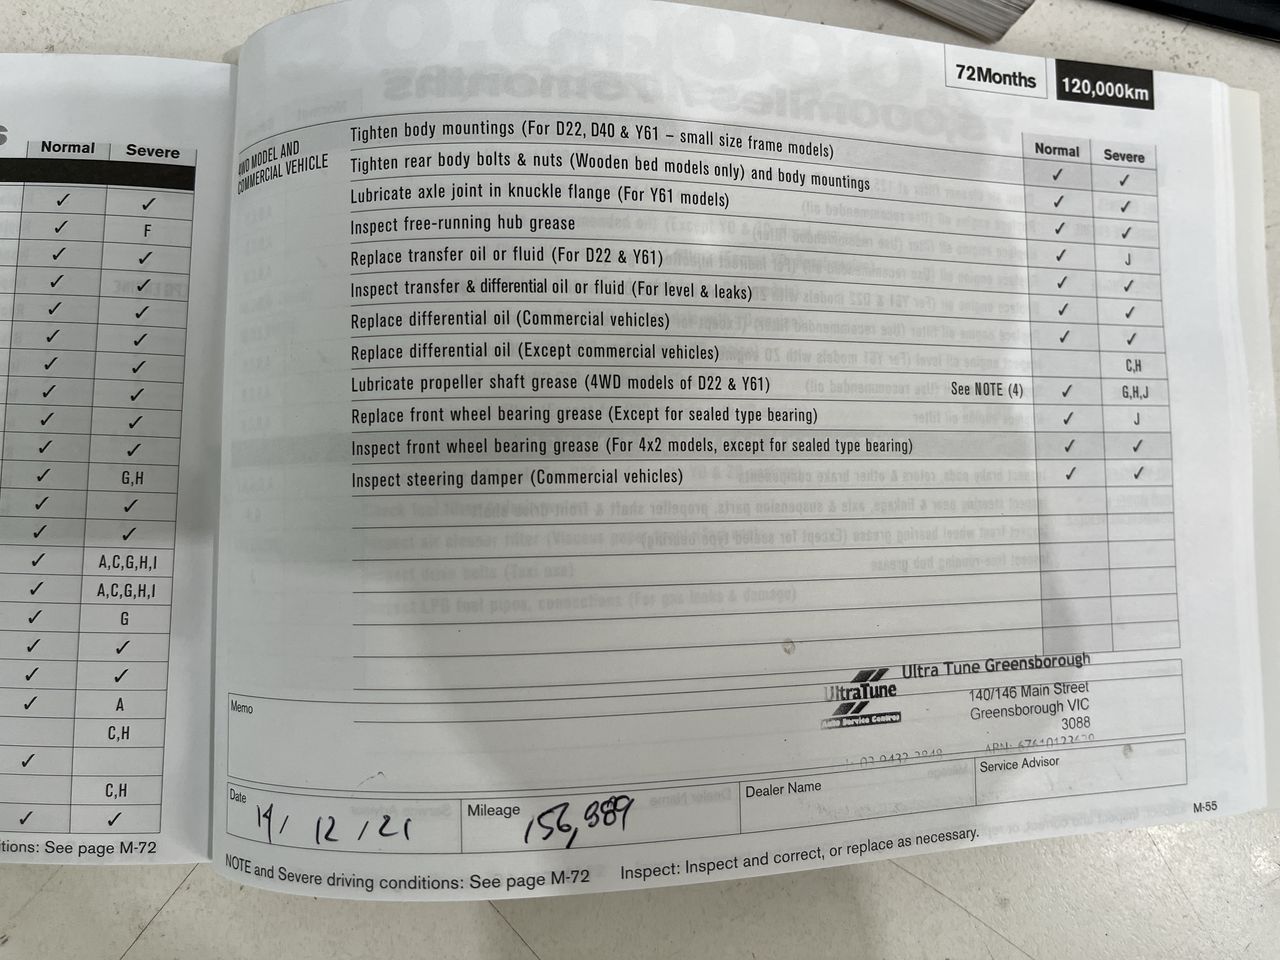 Normal Severe
✓ ✓
✓ F
✓ ✓
✓ ✓
✓ ✓
✓ ✓
✓ ✓
✓ ✓
✓ ✓
✓ ✓
✓ G,H
✓ ✓
✓ ✓
✓ A,C,G,H,I
✓ A,C,G,H,I
✓ G
✓ ✓
✓ ✓
✓ A
C,H
✓
C,H
✓ ✓
tions: See page M-72
72Months 120,000km
Normal Severe
4WD MODEL AND
COMMERCIAL VEHICLE
Tighten body mountings (For D22, D40 & Y61 – small size frame models) ✓ ✓
Tighten rear body bolts & nuts (Wooden bed models only) and body mountings ✓ ✓
Lubricate axle joint in knuckle flange (For Y61 models) ✓ ✓
Inspect free-running hub grease ✓ J
Replace transfer oil or fluid (For D22 & Y61) ✓ ✓
Inspect transfer & differential oil or fluid (For level & leaks) ✓ ✓
Replace differential oil (Commercial vehicles) ✓ ✓
Replace differential oil (Except commercial vehicles) C,H
Lubricate propeller shaft grease (4WD models of D22 & Y61) See NOTE (4) ✓ G,H,J
Replace front wheel bearing grease (Except for sealed type bearing) ✓ J
Inspect front wheel bearing grease (For 4x2 models, except for sealed type bearing) ✓ ✓
Inspect steering damper (Commercial vehicles) ✓ ✓
Memo
UltraTune
Auto Service Centres
Ultra Tune Greensborough
140/146 Main Street
Greensborough VIC
3088
Date
14/ 12 /21
Mileage
156,989
Dealer Name
Service Advisor
NOTE and Severe driving conditions: See page M-72 Inspect: Inspect and correct, or replace as necessary.
M-55